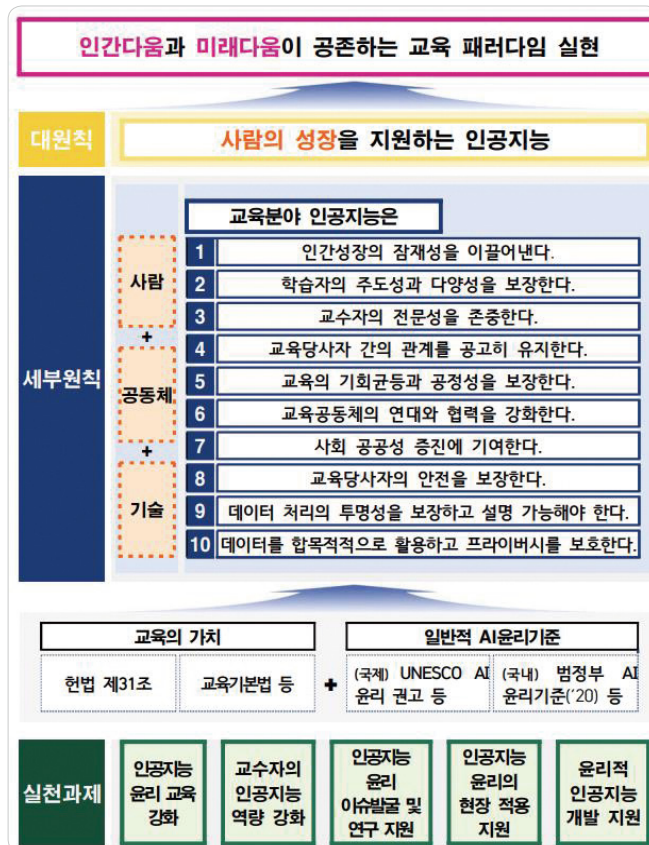 인간다움과 미래다움이 공존하는 교육 패러다임 실현
대원칙
사람의 성장을 지원하는 인공지능
세부원칙
사람
+
공동체
+
기술
교육분야 인공지능은
1 인간성장의 잠재성을 이끌어낸다.
2 학습자의 주도성과 다양성을 보장한다.
3 교수자의 전문성을 존중한다.
4 교육당사자 간의 관계를 공고히 유지한다.
5 교육의 기회균등과 공정성을 보장한다.
6 교육공동체의 연대와 협력을 강화한다.
7 사회 공공성 증진에 기여한다.
8 교육당사자의 안전을 보장한다.
9 데이터 처리의 투명성을 보장하고 설명 가능해야 한다.
10 데이터를 합목적적으로 활용하고 프라이버시를 보호한다.
교육의 가치
헌법 제31조
교육기본법 등
+
일반적 AI윤리기준
(국제) UNESCO AI
윤리 권고 등
(국내) 범정부 AI
윤리기준('20) 등
실천과제
인공지능
윤리 교육
강화
교수자의
인공지능
역량 강화
인공지능
윤리
이슈발굴 및
연구 지원
인공지능
윤리의
현장 적용
지원
윤리적
인공지능
개발 지원